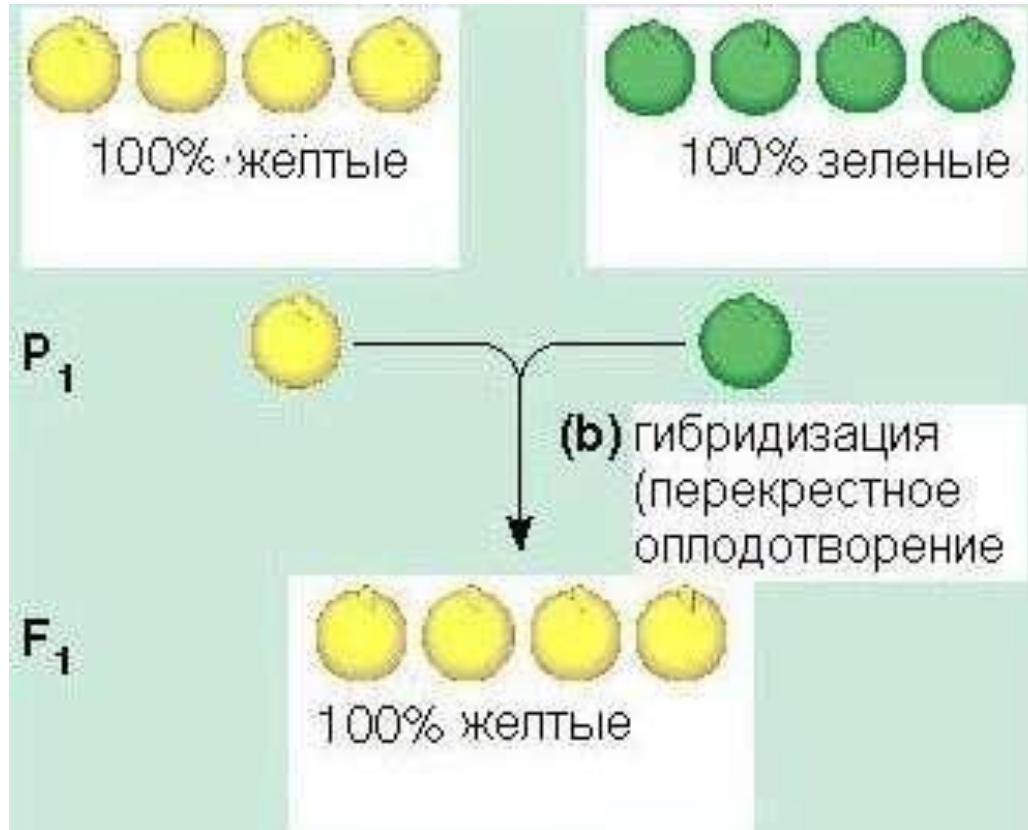 100% жёлтые
100% зеленые
P1
(b) гибридизация
(перекрестное
оплодотворение
F1
100% желтые